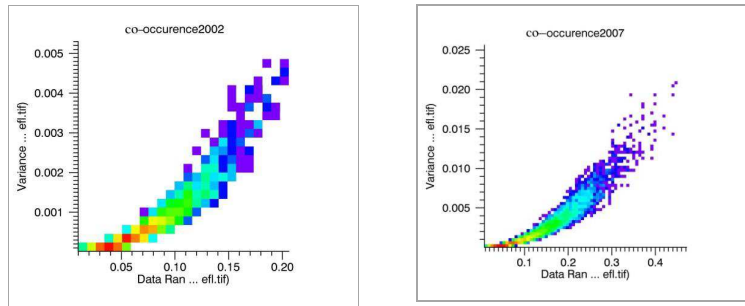 co-occurence2002
0.005
0.004
0.003
0.002
0.001
Variance ... efl.tif)
0.05 0.10 0.15 0.20
Data Ran ... efl.tif)
co-occurence2007
0.025
0.020
0.015
0.010
0.005
Variance ... efl.tif)
0.1 0.2 0.3 0.4
Data Ran ... efl.tif)